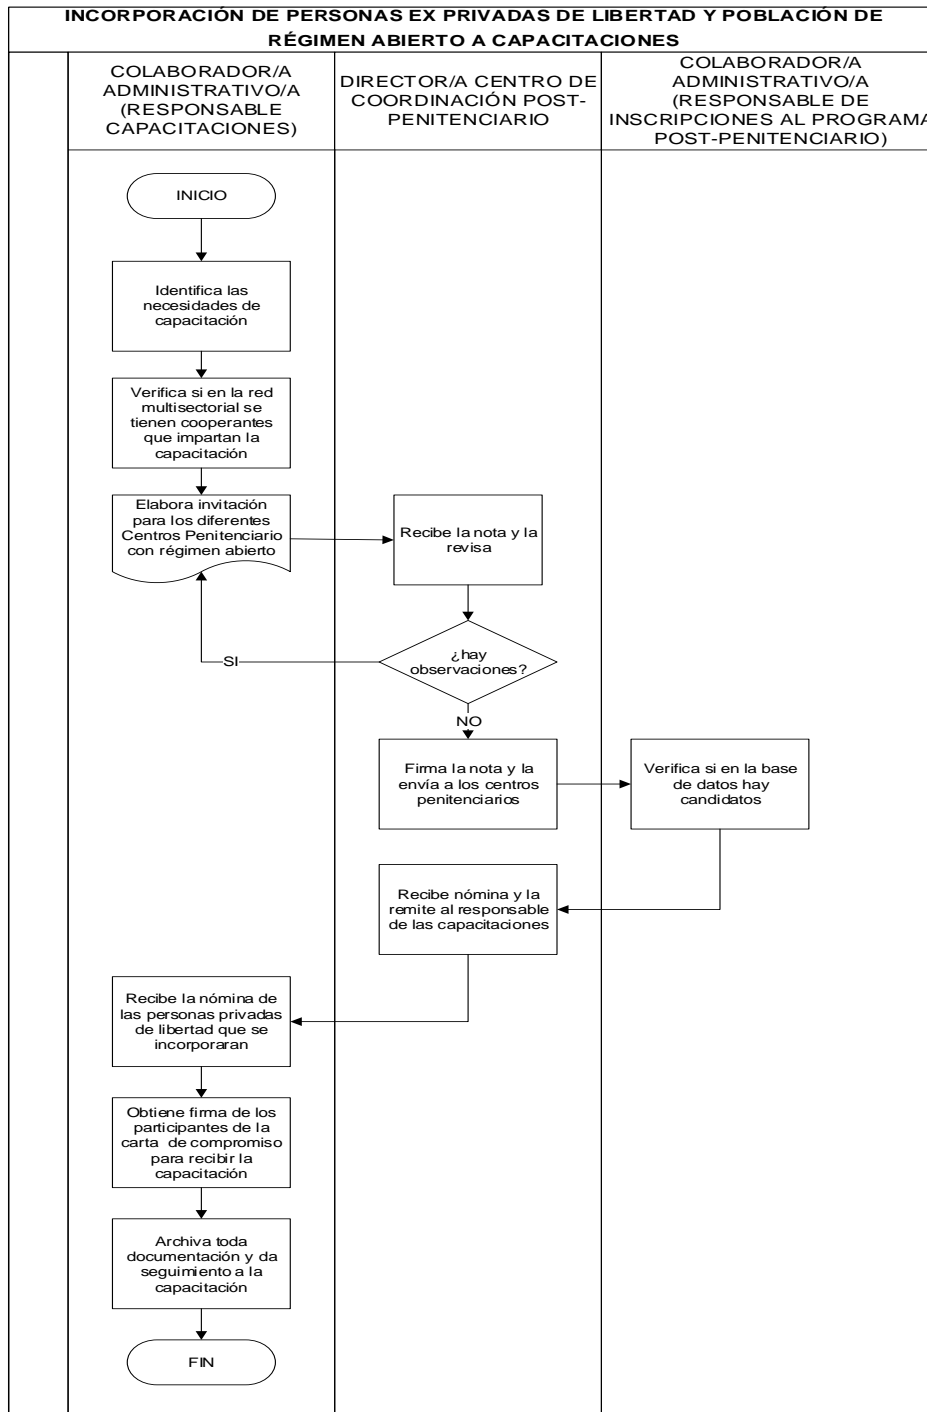 INCORPORACIÓN DE PERSONAS EX PRIVADAS DE LIBERTAD Y POBLACIÓN DE
RÉGIMEN ABIERTO A CAPACITACIONES
COLABORADOR/A
ADMINISTRATIVO/A
(RESPONSABLE
CAPACITACIONES)
DIRECTOR/A CENTRO DE
COORDINACIÓN POST-
PENITENCIARIO
COLABORADOR/A
ADMINISTRATIVO/A
(RESPONSABLE DE
INSCRIPCIONES AL PROGRAMA
POST-PENITENCIARIO)
INICIO
Identifica las
necesidades de
capacitación
Verifica si en la red
multisectorial se
tienen cooperantes
que impartan la
capacitación
Elabora invitación
para los diferentes
Centros Penitenciario
con régimen abierto
Recibe la nota y la
revisa
¿hay
observaciones?
SI
NO
Firma la nota y la
envía a los centros
penitenciarios
Verifica si en la base
de datos hay
candidatos
Recibe nómina y la
remite al responsable
de las capacitaciones
Recibe la nómina de
las personas privadas
de libertad que se
incorporaran
Obtiene firma de los
participantes de la
carta de compromiso
para recibir la
capacitación
Archiva toda
documentación y da
seguimiento a la
capacitación
FIN